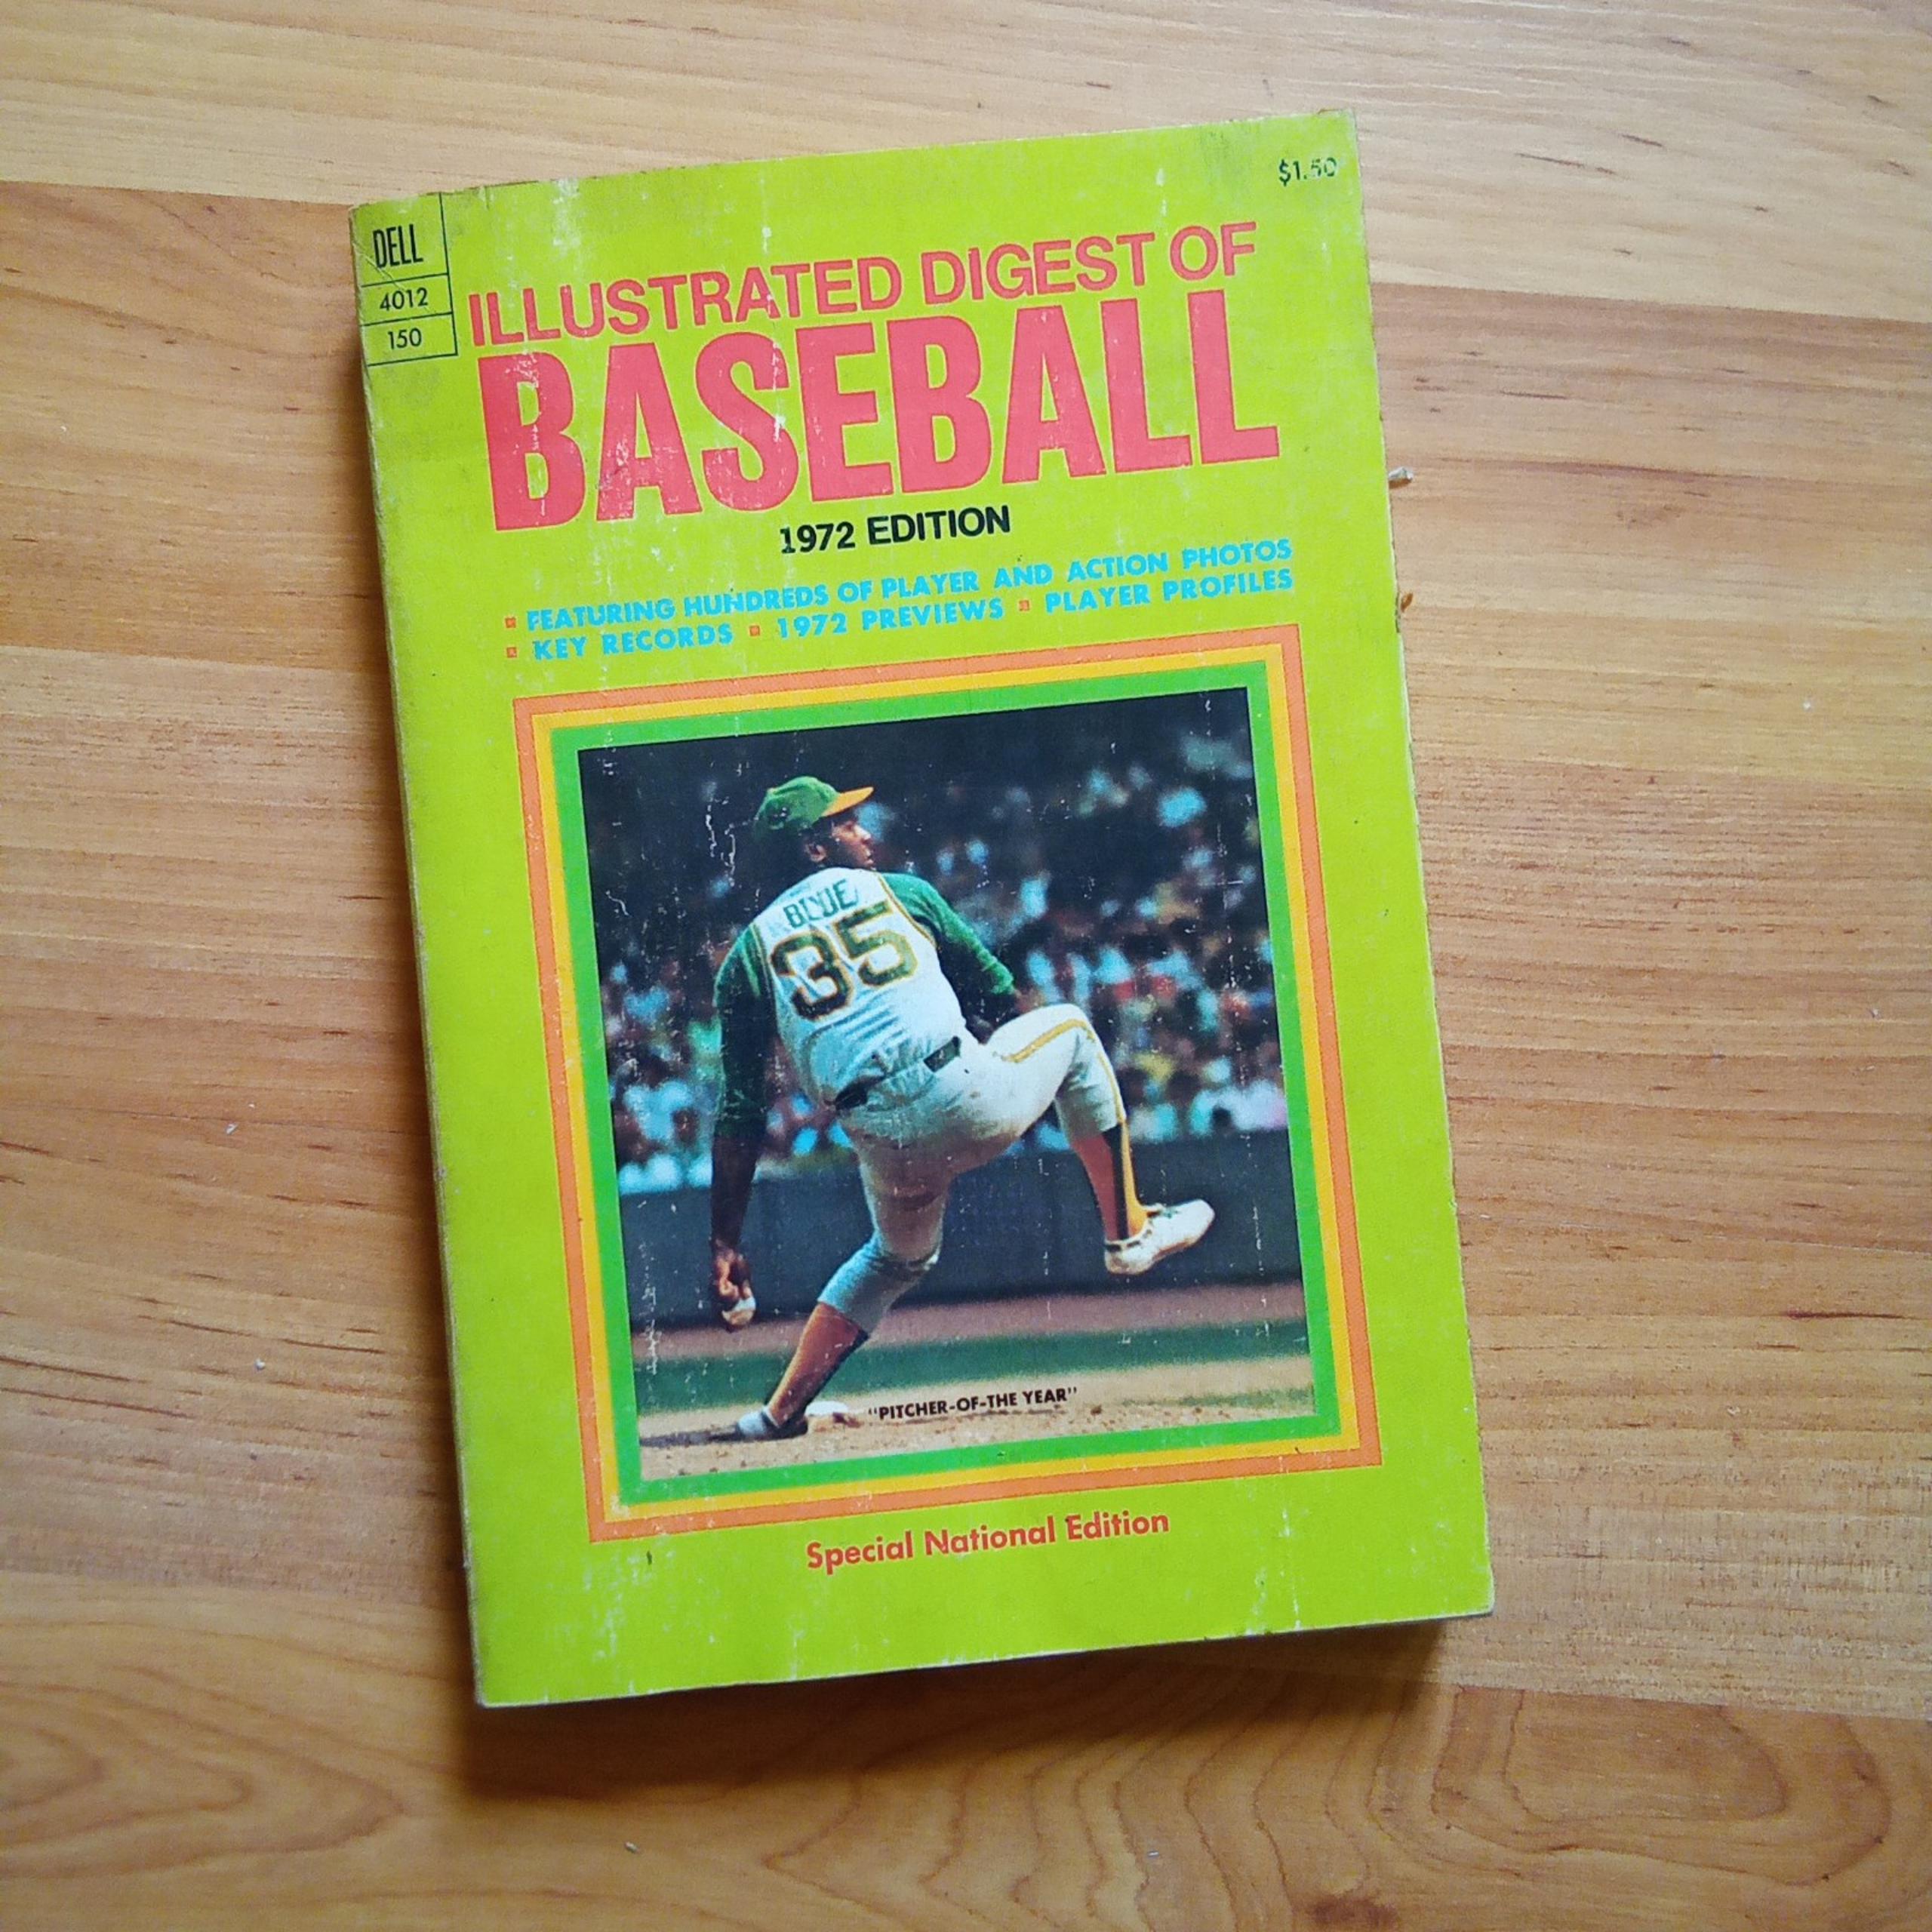 DELL
4012
150
$1.50
ILLUSTRATED DIGEST OF
BASEBALL
1972 EDITION
▪ FEATURING HUNDREDS OF PLAYER AND ACTION PHOTOS
▪ KEY RECORDS ▪ 1972 PREVIEWS ▪ PLAYER PROFILES
BLUE
35
"PITCHER-OF-THE YEAR"
Special National Edition